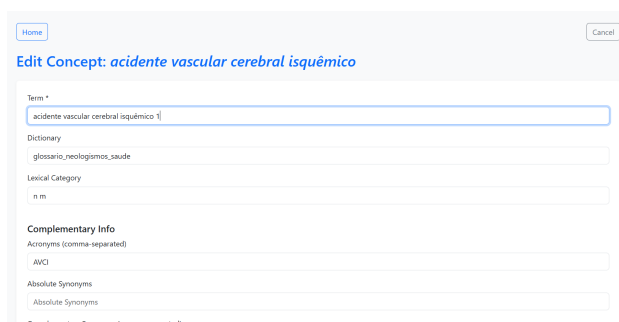 Home
Cancel
Edit Concept: acidente vascular cerebral isquêmico
Term *
acidente vascular cerebral isquémico 1
Dictionary
glossario_neologismos_saude
Lexical Category
n m
Complementary Info
Acronyms (comma-separated)
AVCI
Absolute Synonyms
Absolute Synonyms